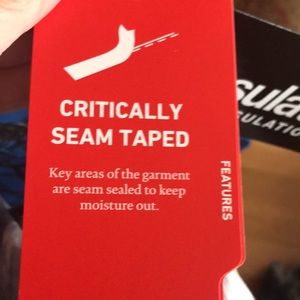 CRITICALLY
SEAM TAPED
Key areas of the garment
are seam sealed to keep
moisture out.
FEATURES